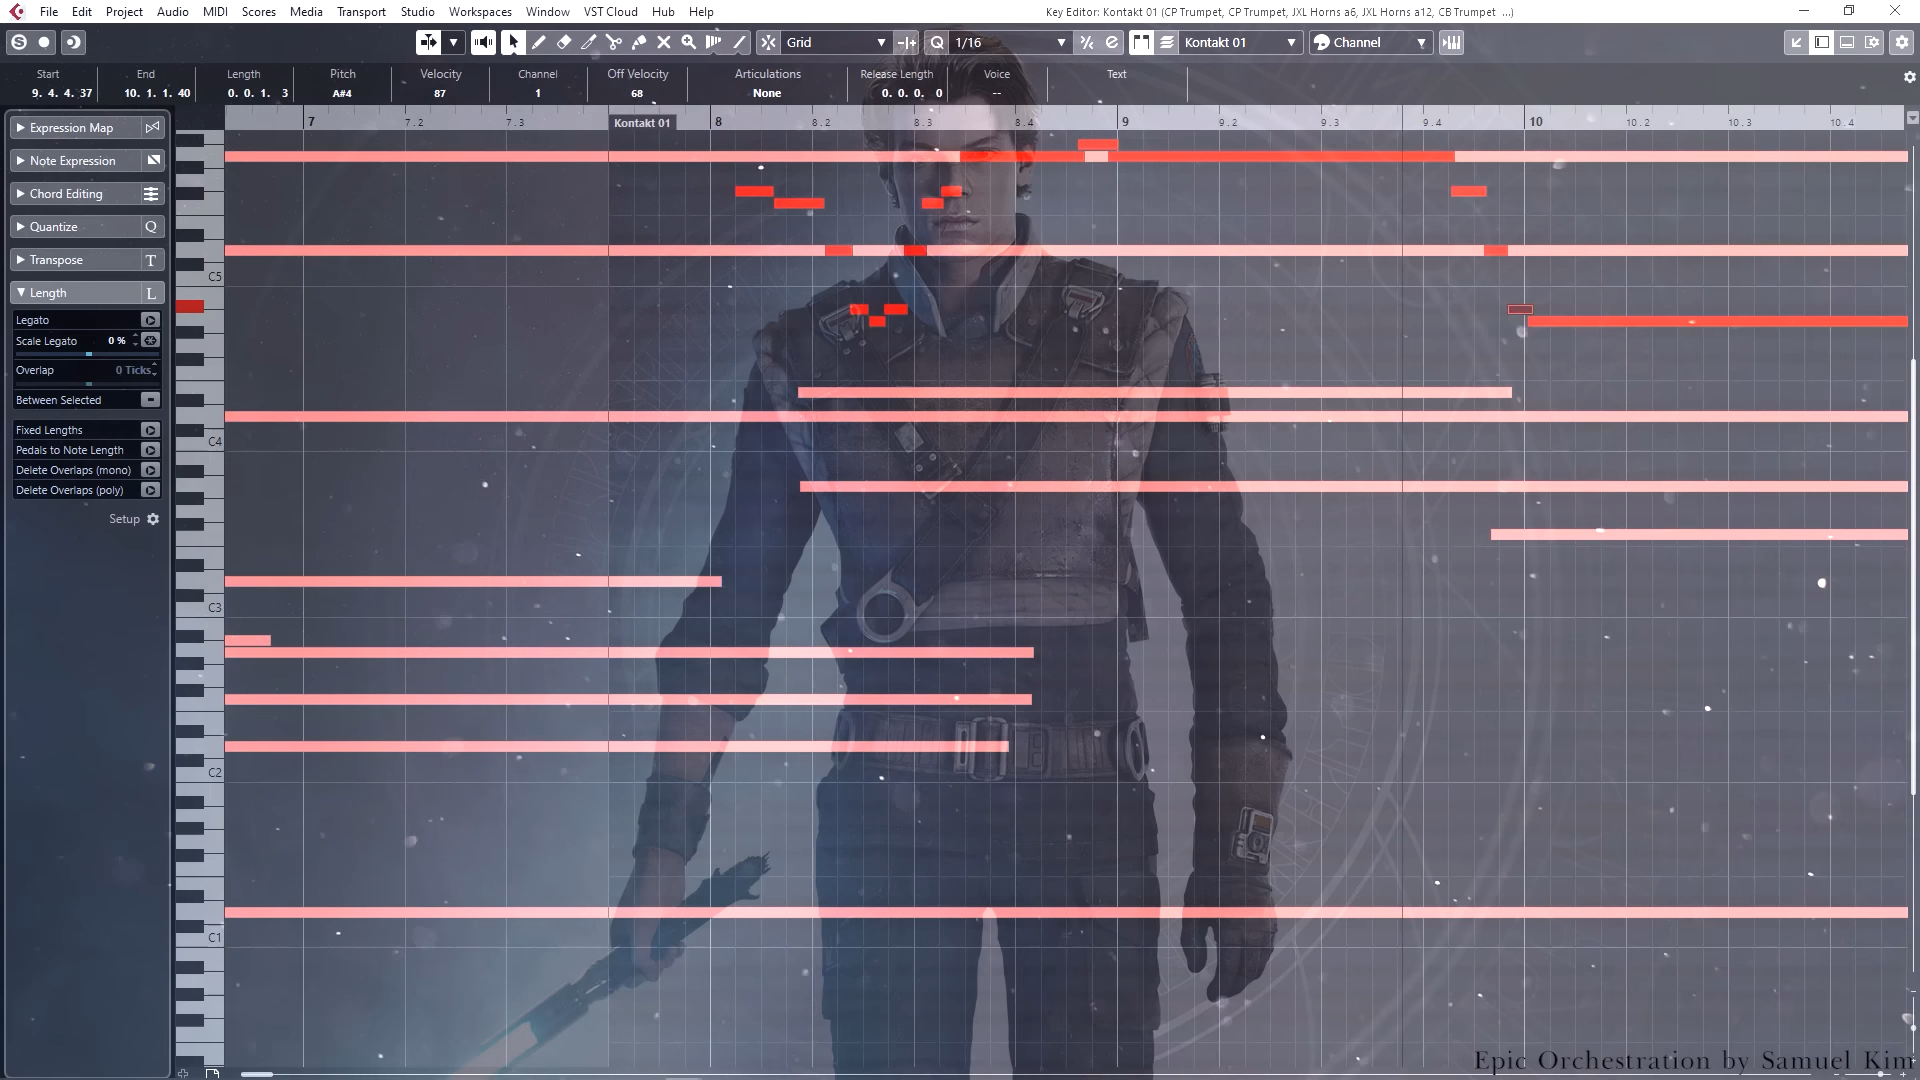 File Edit Project Audio MIDI Scores Media Transport Studio Workspaces Window VST Cloud Hub Help
Key Editor: Kontakt 01 (CP Trumpet, CP Trumpet, JXL Horns a6, JXL Horns a12, CB Trumpet ...)
S Grid Q 1/16 Kontakt 01 Channel
Start End Length Pitch Velocity Channel Off Velocity Articulations Release Length Voice Text
9. 4. 4. 37 10. 1. 1. 40 0. 0. 1. 3 A#4 87 1 68 None 0. 0. 0. 0 --
7 7.2 7.3 Kontakt 01 8 8.2 8.3 8.4 9 9.2 9.3 9.4 10 10.2 10.3 10.4
Expression Map
Note Expression
Chord Editing
Quantize Q
Transpose T
Length L
Legato
Scale Legato 0 %
Overlap 0 Ticks
Between Selected
Fixed Lengths
Pedals to Note Length
Delete Overlaps (mono)
Delete Overlaps (poly)
Setup
C5
C4
C3
C2
C1
Epic Orchestration by Samuel Kim